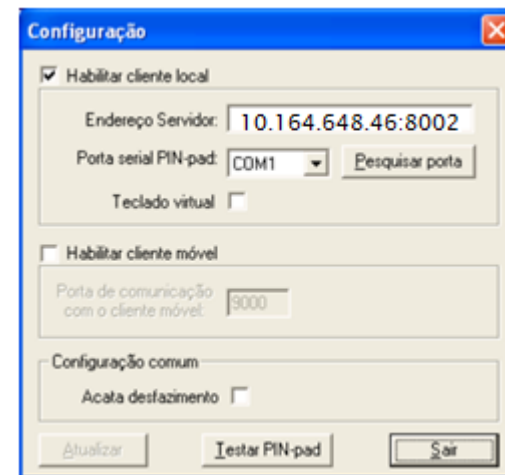 Configuração
Habilitar cliente local
Endereço Servidor: 10.164.648.46:8002
Porta serial PIN-pad: COM1 Pesquisar porta
Teclado virtual
Habilitar cliente móvel
Porta de comunicação
com o cliente móvel: 9000
Configuração comum
Acata desfazimento
Atualizar Testar PIN-pad Sair